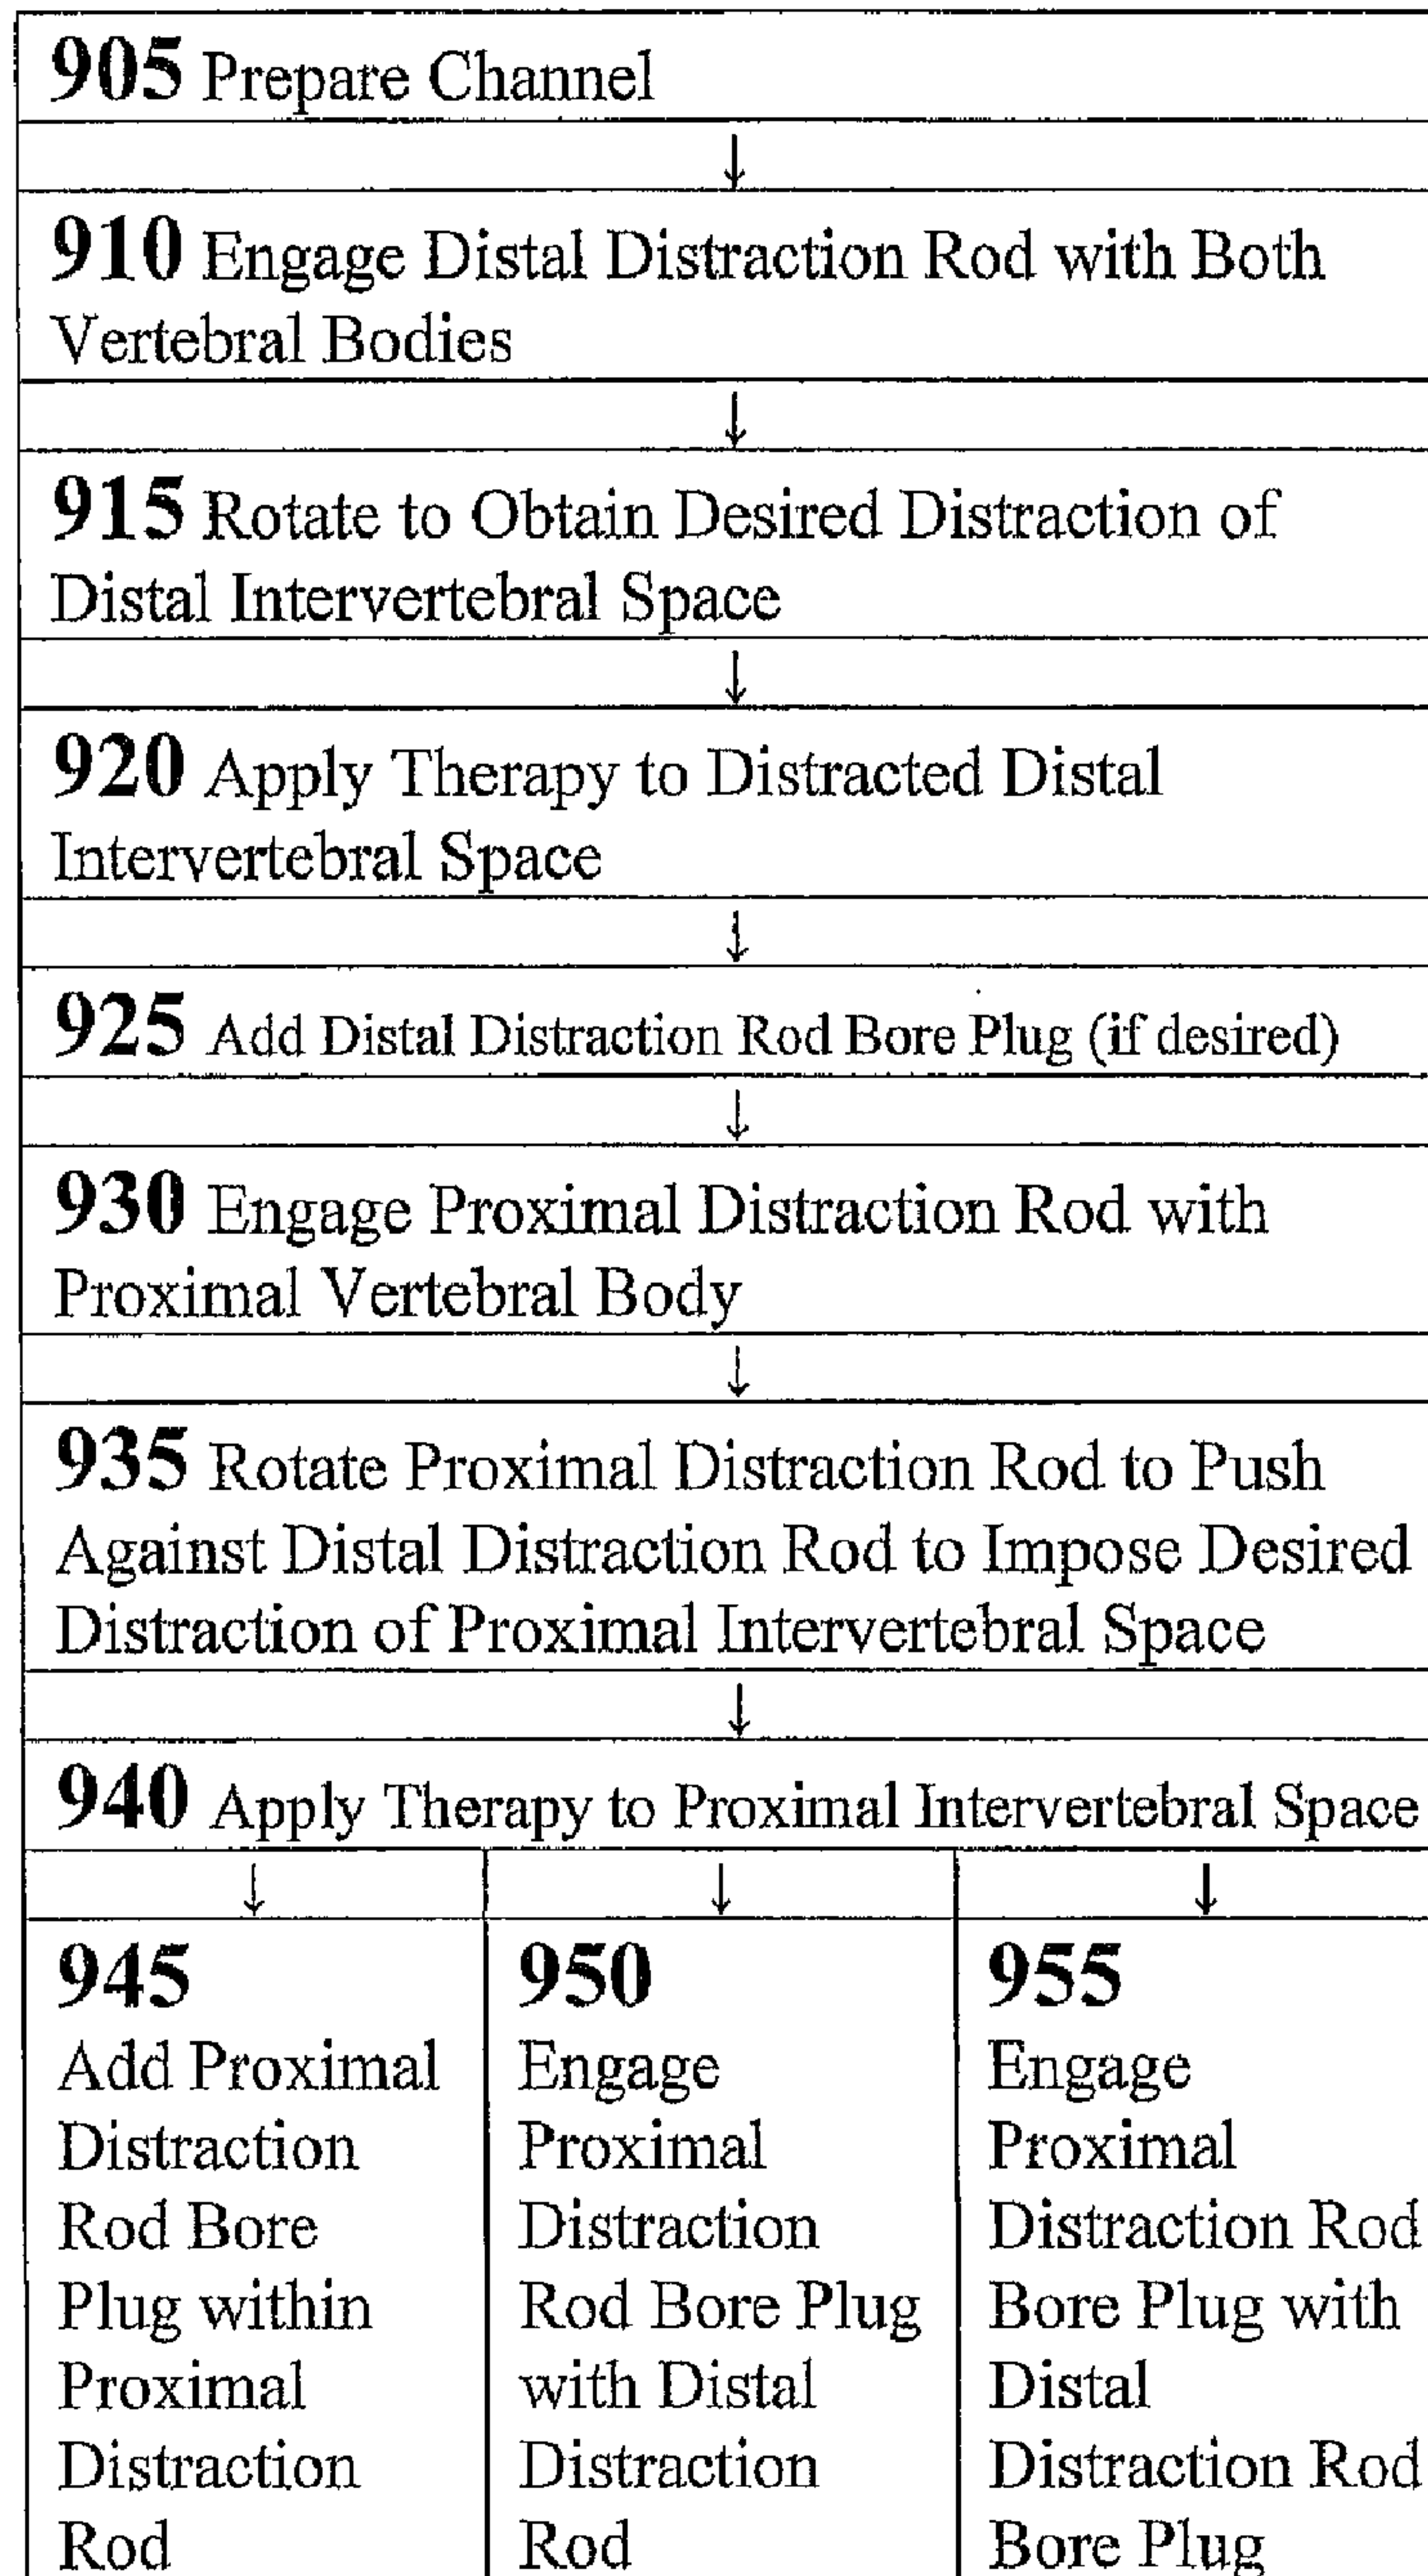 905 Prepare Channel
↓
910 Engage Distal Distraction Rod with Both
Vertebral Bodies
↓
915 Rotate to Obtain Desired Distraction of
Distal Intervertebral Space
↓
920 Apply Therapy to Distracted Distal
Intervertebral Space
↓
925 Add Distal Distraction Rod Bore Plug (if desired)
↓
930 Engage Proximal Distraction Rod with
Proximal Vertebral Body
↓
935 Rotate Proximal Distraction Rod to Push
Against Distal Distraction Rod to Impose Desired
Distraction of Proximal Intervertebral Space
↓
940 Apply Therapy to Proximal Intervertebral Space
↓ ↓ ↓
945
Add Proximal
Distraction
Rod Bore
Plug within
Proximal
Distraction
Rod
950
Engage
Proximal
Distraction
Rod Bore Plug
with Distal
Distraction
Rod
955
Engage
Proximal
Distraction Rod
Bore Plug with
Distal
Distraction Rod
Bore Plug